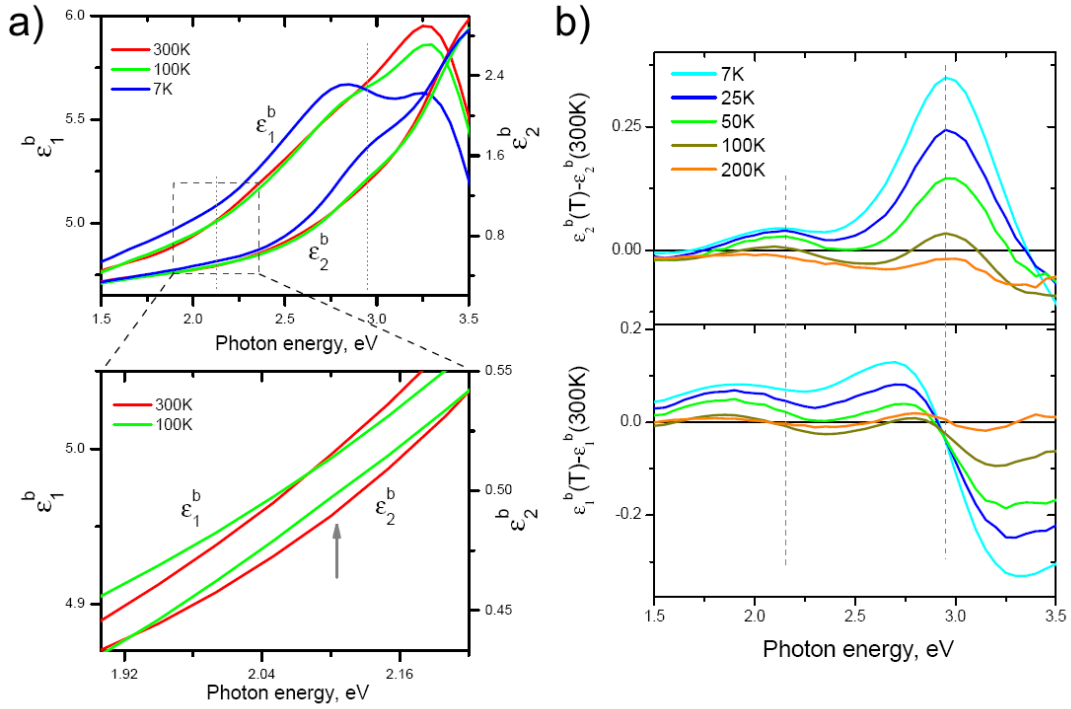 a)
6.0
5.5
5.0
ε₁ᵇ
300K
100K
7K
ε₁ᵇ
ε₂ᵇ
2.4
1.6
0.8
ε₂ᵇ
1.5 2.0 2.5 3.0 3.5
Photon energy, eV
300K
100K
5.0
4.9
ε₁ᵇ
ε₁ᵇ
ε₂ᵇ
0.55
0.50
0.45
ε₂ᵇ
1.92 2.04 2.16
Photon energy, eV
b)
7K
25K
50K
100K
200K
0.25
0.00
ε₂ᵇ(T)-ε₂ᵇ(300K)
0.2
0.0
-0.2
ε₁ᵇ(T)-ε₁ᵇ(300K)
1.5 2.0 2.5 3.0 3.5
Photon energy, eV